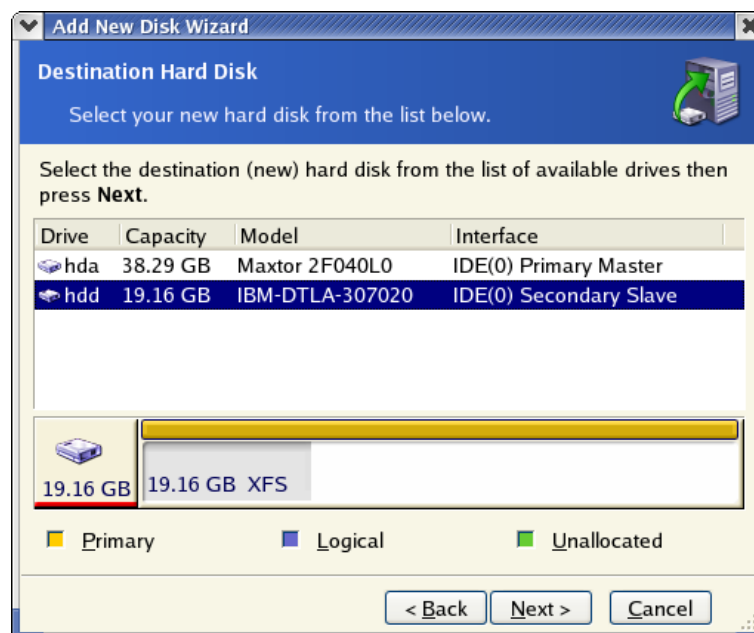 Add New Disk Wizard
Destination Hard Disk
Select your new hard disk from the list below.
Select the destination (new) hard disk from the list of available drives then
press Next.
Drive Capacity Model Interface
hda 38.29 GB Maxtor 2F040L0 IDE(0) Primary Master
hdd 19.16 GB IBM-DTLA-307020 IDE(0) Secondary Slave
19.16 GB 19.16 GB XFS
Primary Logical Unallocated
< Back Next > Cancel